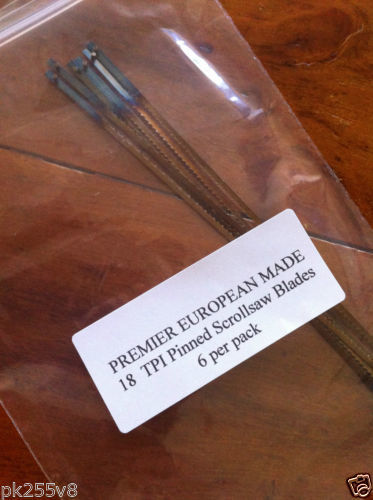 PREMIER EUROPEAN MADE
18 TPI Pinned Scrollsaw Blades
6 per pack
pk255v8